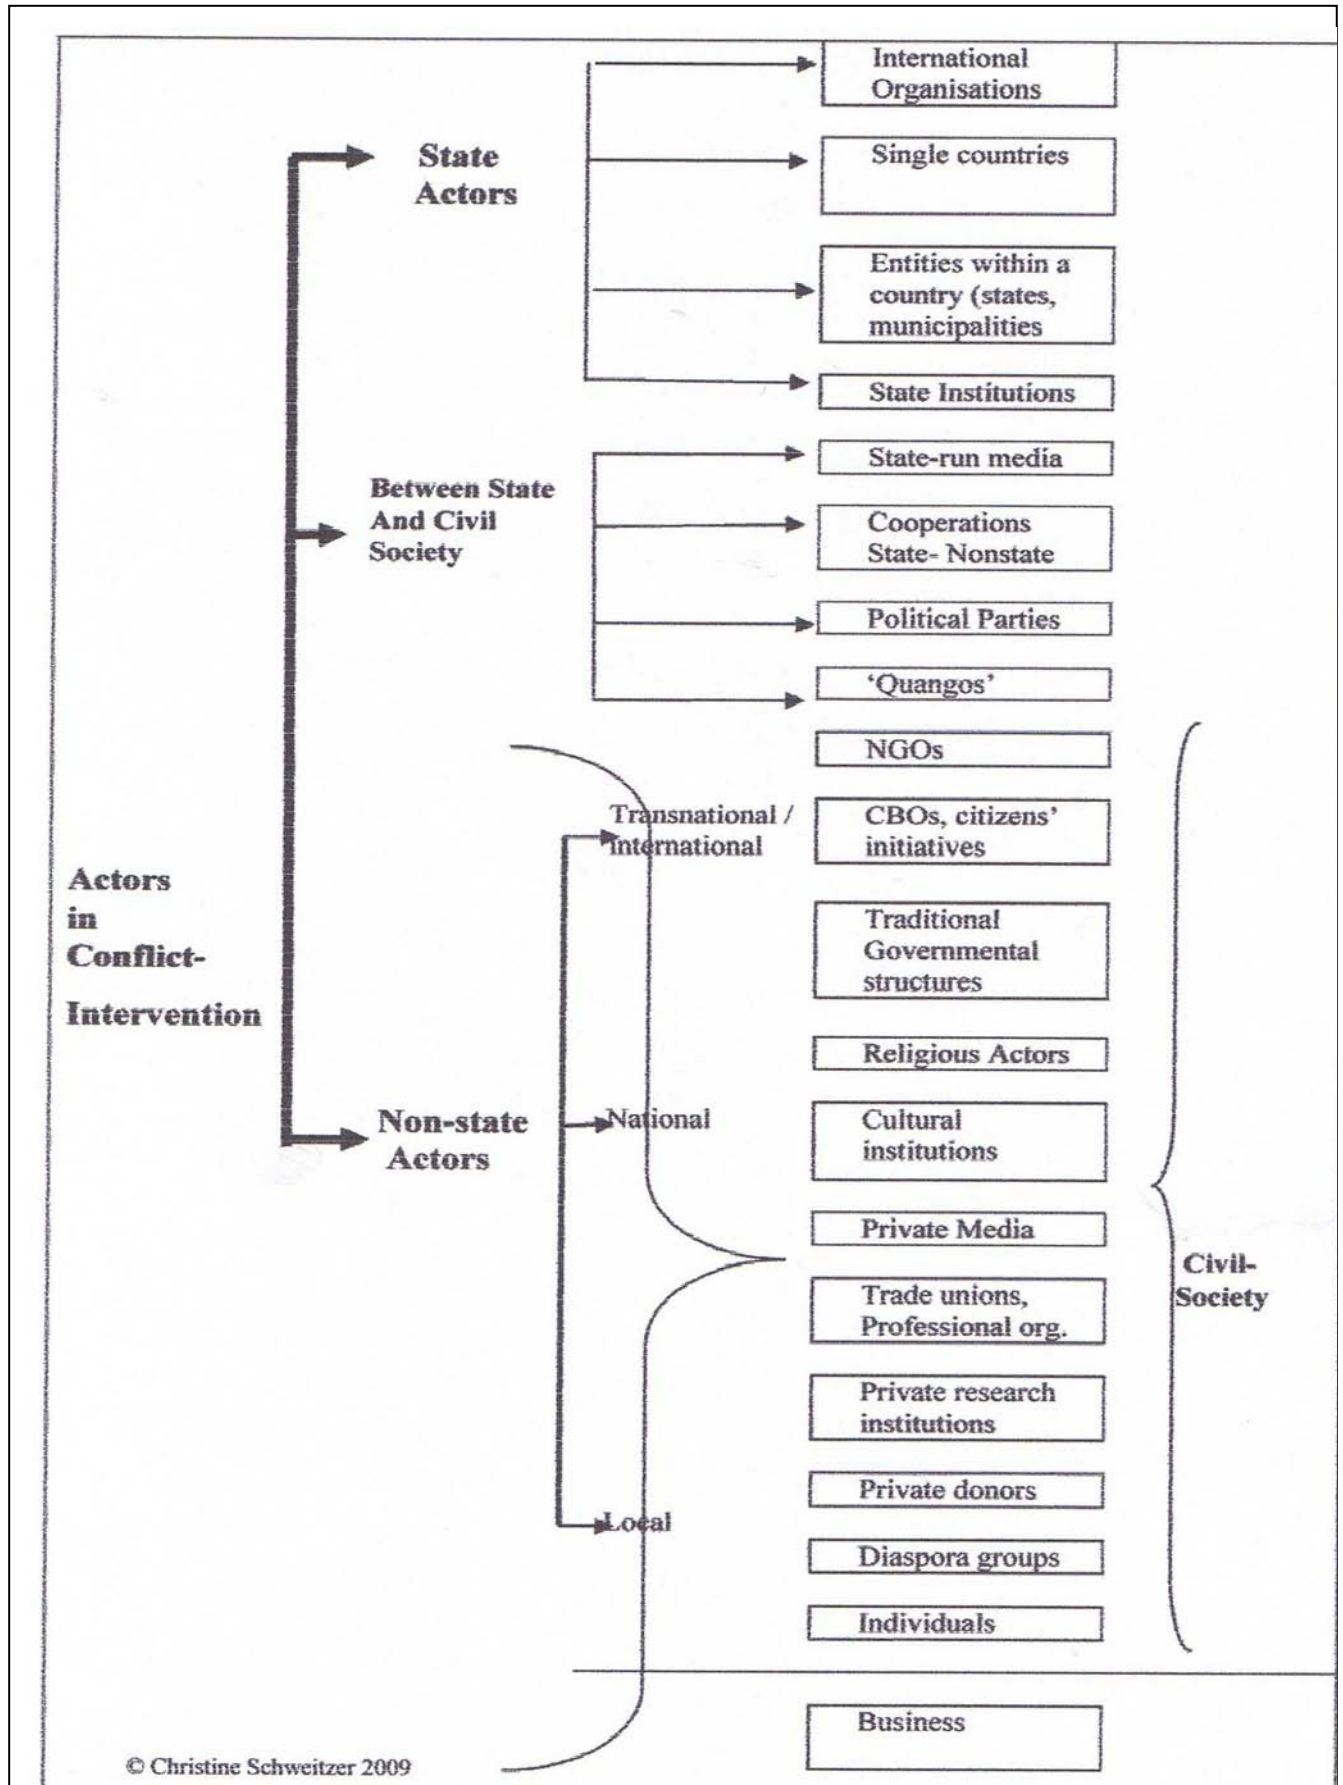 International
Organisations
State
Actors
Single countries
Entities within a
country (states,
municipalities
State Institutions
Between State
And Civil
Society
State-run media
Cooperations
State- Nonstate
Political Parties
‘Quangos’
Actors
in
Conflict-
Intervention
Non-state
Actors
Transnational /
international
National
Local
NGOs
CBOs, citizens’
initiatives
Traditional
Governmental
structures
Religious Actors
Cultural
institutions
Private Media
Trade unions,
Professional org.
Private research
institutions
Private donors
Diaspora groups
Individuals
Civil-
Society
Business
© Christine Schweitzer 2009